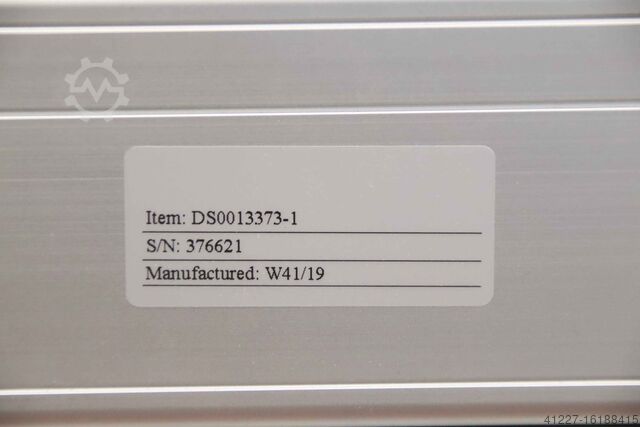 Item: DS0013373-1
S/N: 376621
Manufactured: W41/19
41227-16188415